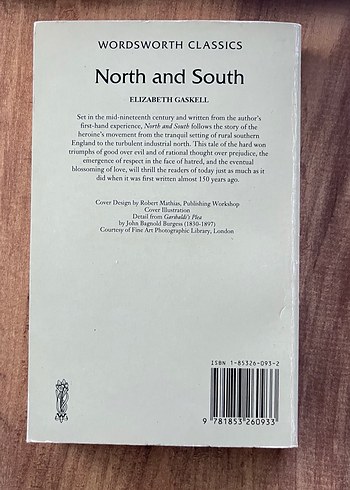 WORDSWORTH CLASSICS
North and South
ELIZABETH GASKELL
Set in the mid-nineteenth century and written from the author's
first-hand experience, North and South follows the story of the
heroine's movement from the tranquil setting of rural southern
England to the turbulent industrial north. This tale of the hard won
triumphs of good over evil and of rational thought over prejudice, the
emergence of respect in the face of hatred, and the eventual
blossoming of love, will thrill the readers of today just as much as it
did when it was first written almost 150 years ago.
Cover Design by Robert Mathias, Publishing Workshop
Cover Illustration
Detail from Garibaldi's Plea
by John Bagnold Burgess (1830-1897)
Courtesy of Fine Art Photographic Library, London
ISBN 1-85326-093-2
9 781853 260933